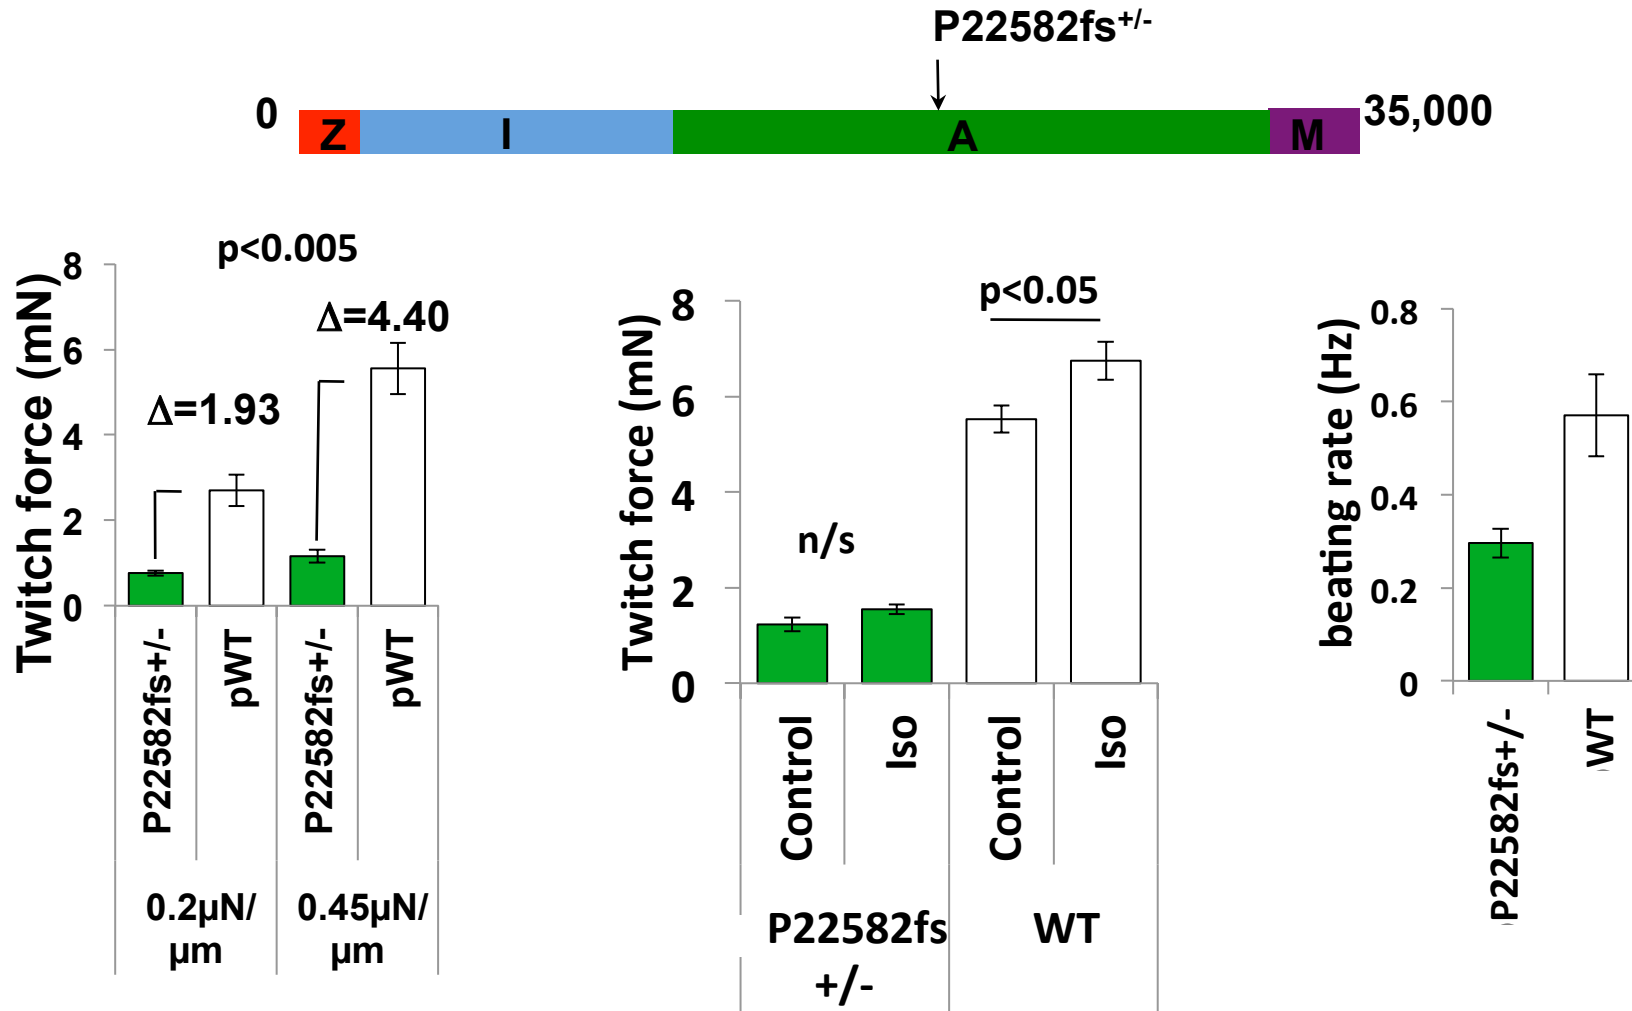 P22582fs+/-
0
Z
I
A
M
35,000
p<0.005
Δ=4.40
Δ=1.93
Twitch force (mN)
8
6
4
2
0
P22582fs+/-
pWT
P22582fs+/-
pWT
0.2µN/
µm
0.45µN/
µm
p<0.05
n/s
Twitch force (mN)
8
6
4
2
0
Control
Iso
Control
Iso
P22582fs
+/-
WT
beating rate (Hz)
0.8
0.6
0.4
0.2
0
P22582fs+/-
WT